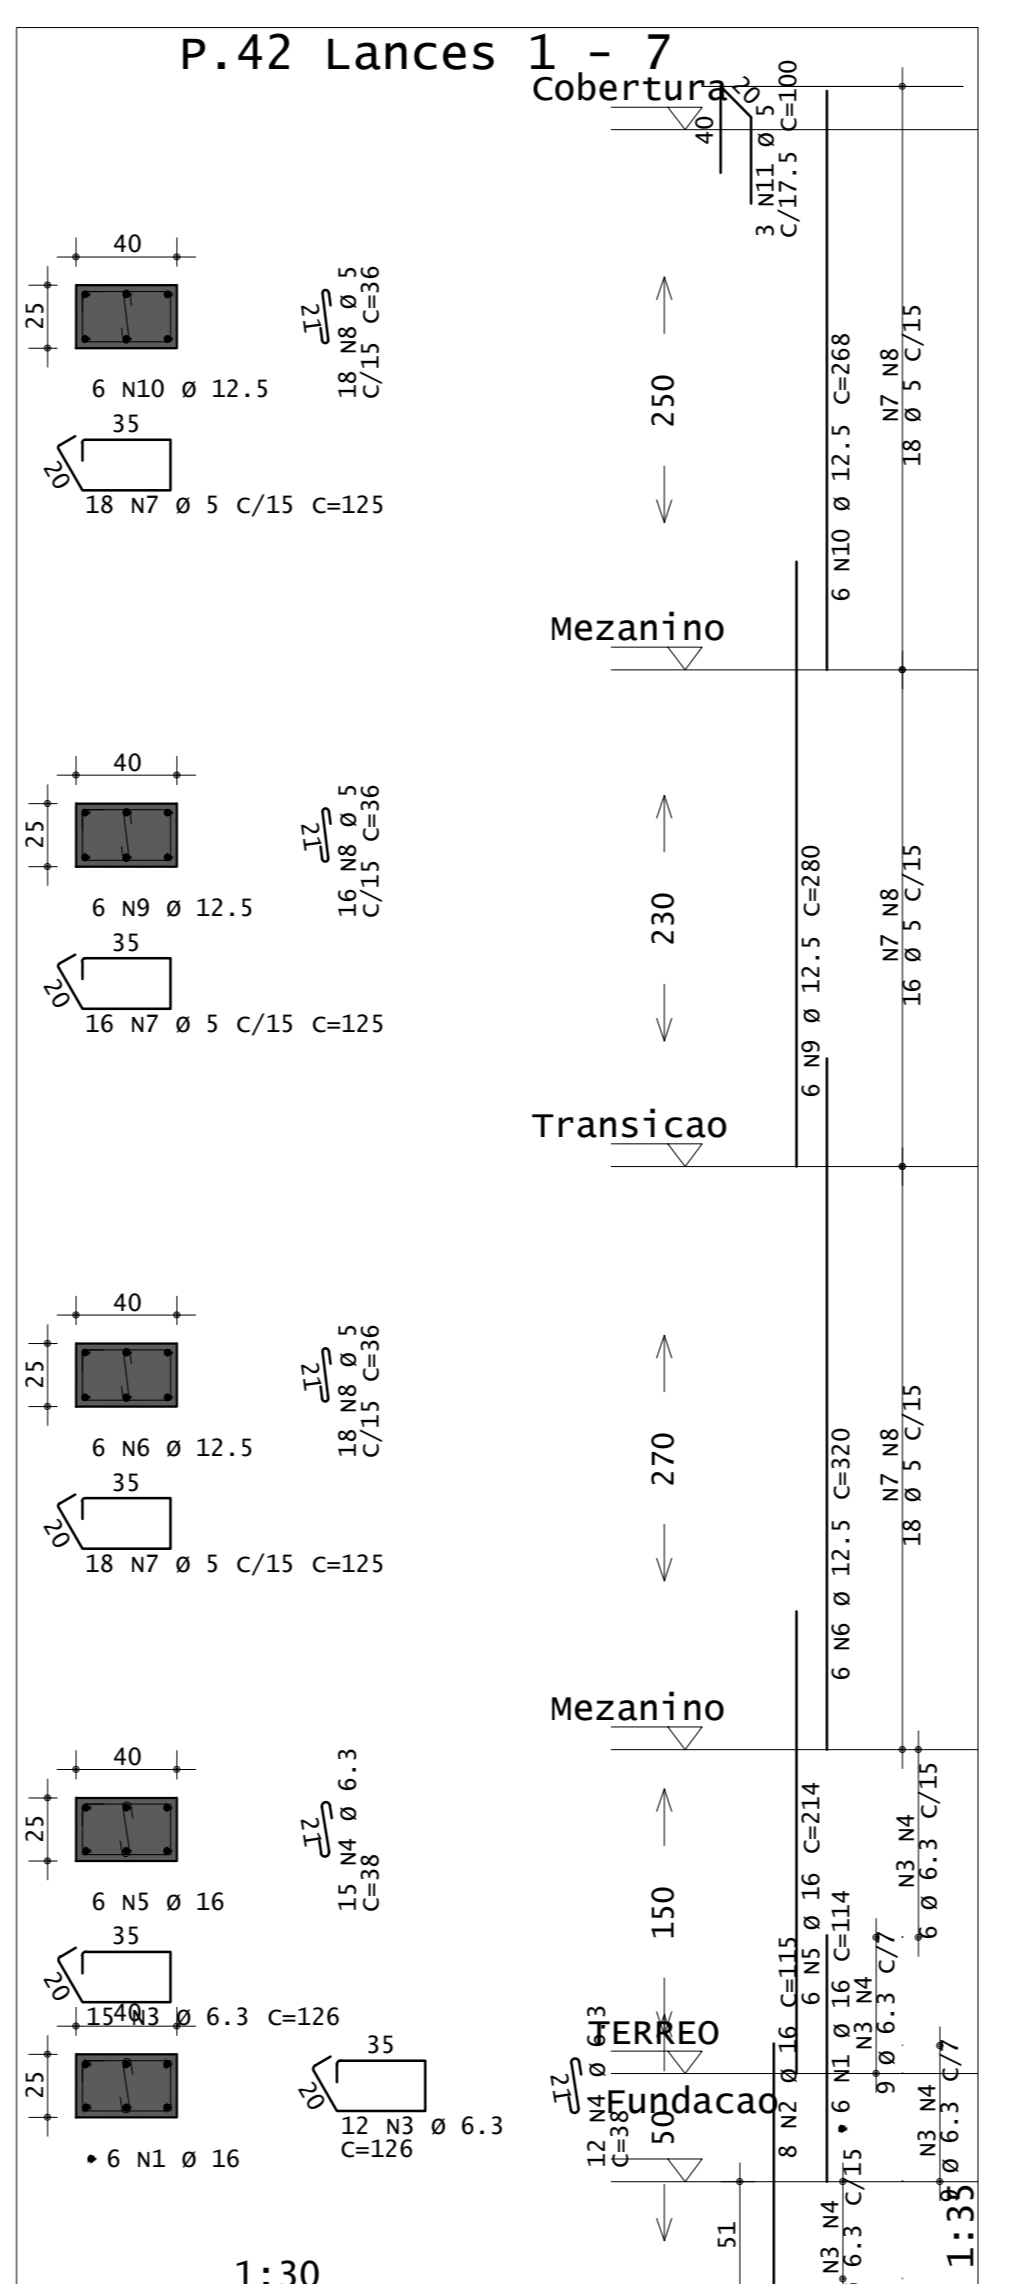 P.42 Lances 1 - 7
Cobertura
20
40
3 N11 Ø 5
C/17.5 C=100
40
25
6 N10 Ø 12.5
35
20
18 N7 Ø 5 C/15 C=125
21
18 N8 Ø 5
C/15 C=36
250
6 N10 Ø 12.5 C=268
N7 N8
18 Ø 5 C/15
Mezanino
40
25
6 N9 Ø 12.5
35
20
16 N7 Ø 5 C/15 C=125
21
16 N8 Ø 5
C/15 C=36
230
6 N9 Ø 12.5 C=280
N7 N8
16 Ø 5 C/15
Transicao
40
25
6 N6 Ø 12.5
35
20
18 N7 Ø 5 C/15 C=125
21
18 N8 Ø 5
C/15 C=36
270
6 N6 Ø 12.5 C=320
N7 N8
18 Ø 5 C/15
Mezanino
40
25
6 N5 Ø 16
35
20
15 N3 Ø 6.3 C=126
21
15 N4 Ø 6.3
C=38
150
6 N5 Ø 16 C=214
N3 N4
6 Ø 6.3 C/15
N3 N4
9 Ø 6.3 C/7
TERREO
40
25
6 N1 Ø 16
35
20
12 N3 Ø 6.3
C=126
21
12 N4 Ø 6.3
C=38
Fundacao
50
8 N2 Ø 16 C=115
6 N1 Ø 16 C=114
N3 N4
9 Ø 6.3 C/7
51
N3 N4
6.3 C/15
1:35
1:30